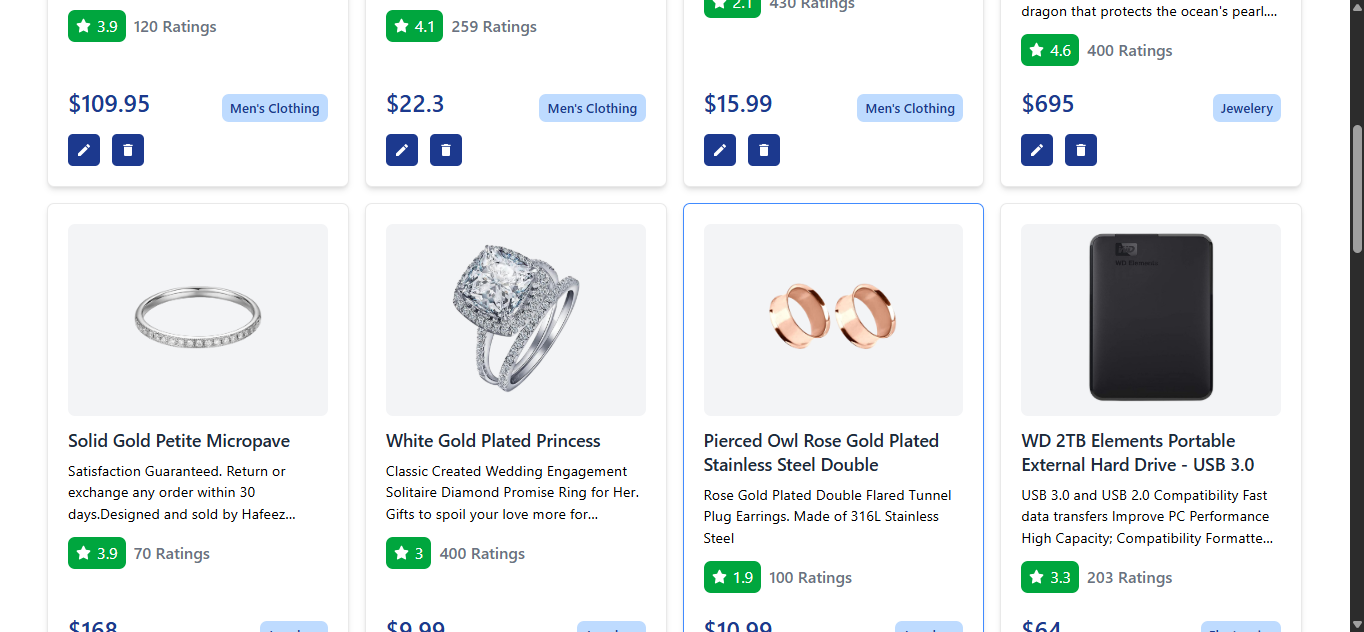 3.9 120 Ratings
4.1 259 Ratings
2.1 430 Ratings
dragon that protects the ocean's pearl....
4.6 400 Ratings
$109.95 Men's Clothing
$22.3 Men's Clothing
$15.99 Men's Clothing
$695 Jewelery
Solid Gold Petite Micropave
Satisfaction Guaranteed. Return or
exchange any order within 30
days.Designed and sold by Hafeez...
3.9 70 Ratings
$168
White Gold Plated Princess
Classic Created Wedding Engagement
Solitaire Diamond Promise Ring for Her.
Gifts to spoil your love more for...
3 400 Ratings
$9.99
Pierced Owl Rose Gold Plated
Stainless Steel Double
Rose Gold Plated Double Flared Tunnel
Plug Earrings. Made of 316L Stainless
Steel
1.9 100 Ratings
$10.99
WD Elements
WD 2TB Elements Portable
External Hard Drive - USB 3.0
USB 3.0 and USB 2.0 Compatibility Fast
data transfers Improve PC Performance
High Capacity; Compatibility Formatte...
3.3 203 Ratings
$64